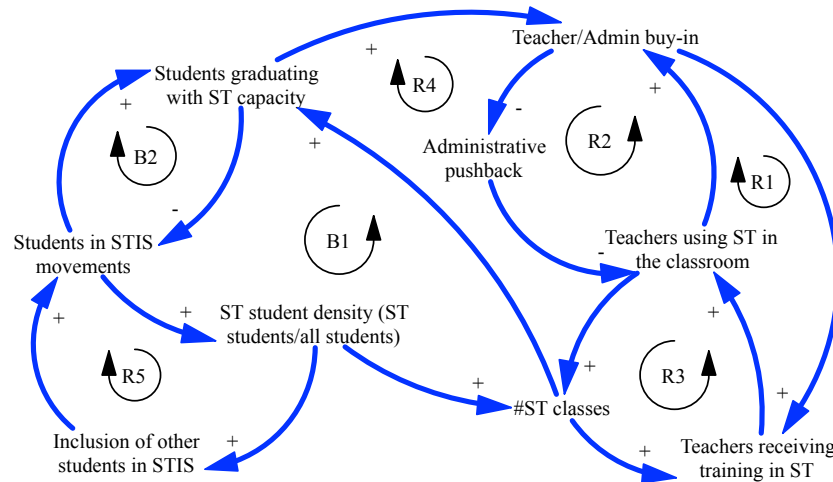 Teacher/Admin buy-in
+
Students graduating
with ST capacity
+
R4
+
+
-
R2
B2
+
Administrative
pushback
R1
-
Students in STIS
movements
B1
Teachers using ST in
the classroom
-
+
+
ST student density (ST
students/all students)
+
R5
+
R3
+
+
#ST classes
Inclusion of other
students in STIS
+
+
Teachers receiving
training in ST